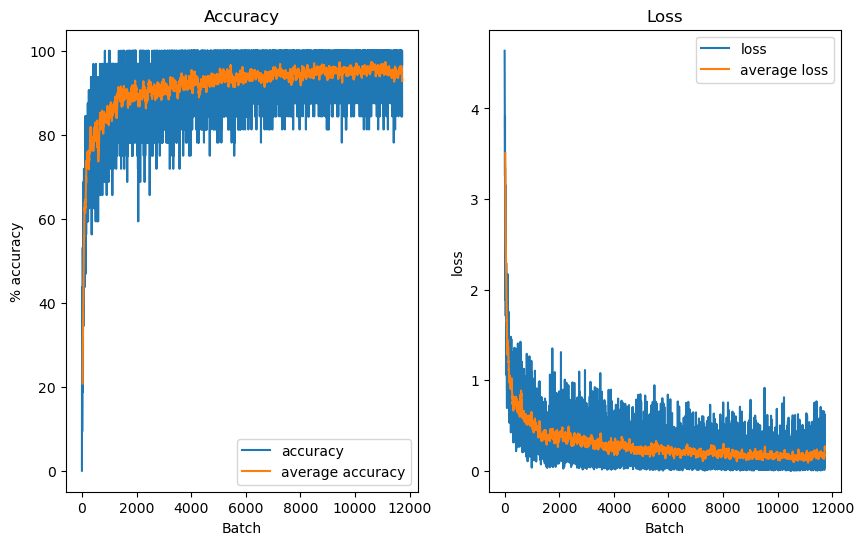 Accuracy
% accuracy
100
80
60
40
20
0
accuracy
average accuracy
0 2000 4000 6000 8000 10000 12000
Batch
Loss
loss
4
3
2
1
0
loss
average loss
0 2000 4000 6000 8000 10000 12000
Batch